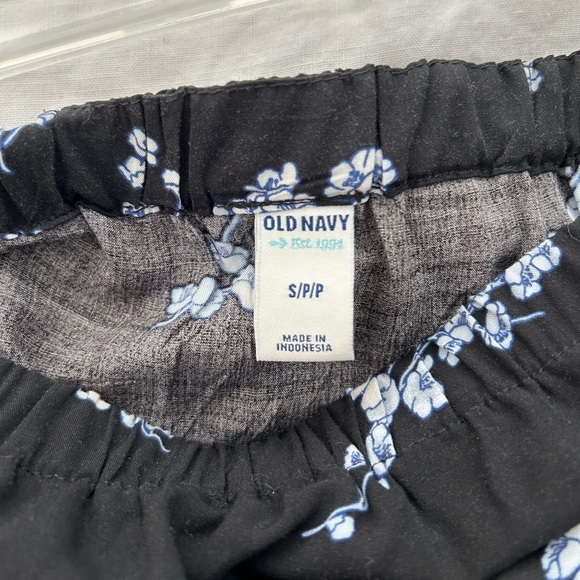 OLD NAVY
Est. 1994
S/P/P
MADE IN
INDONESIA